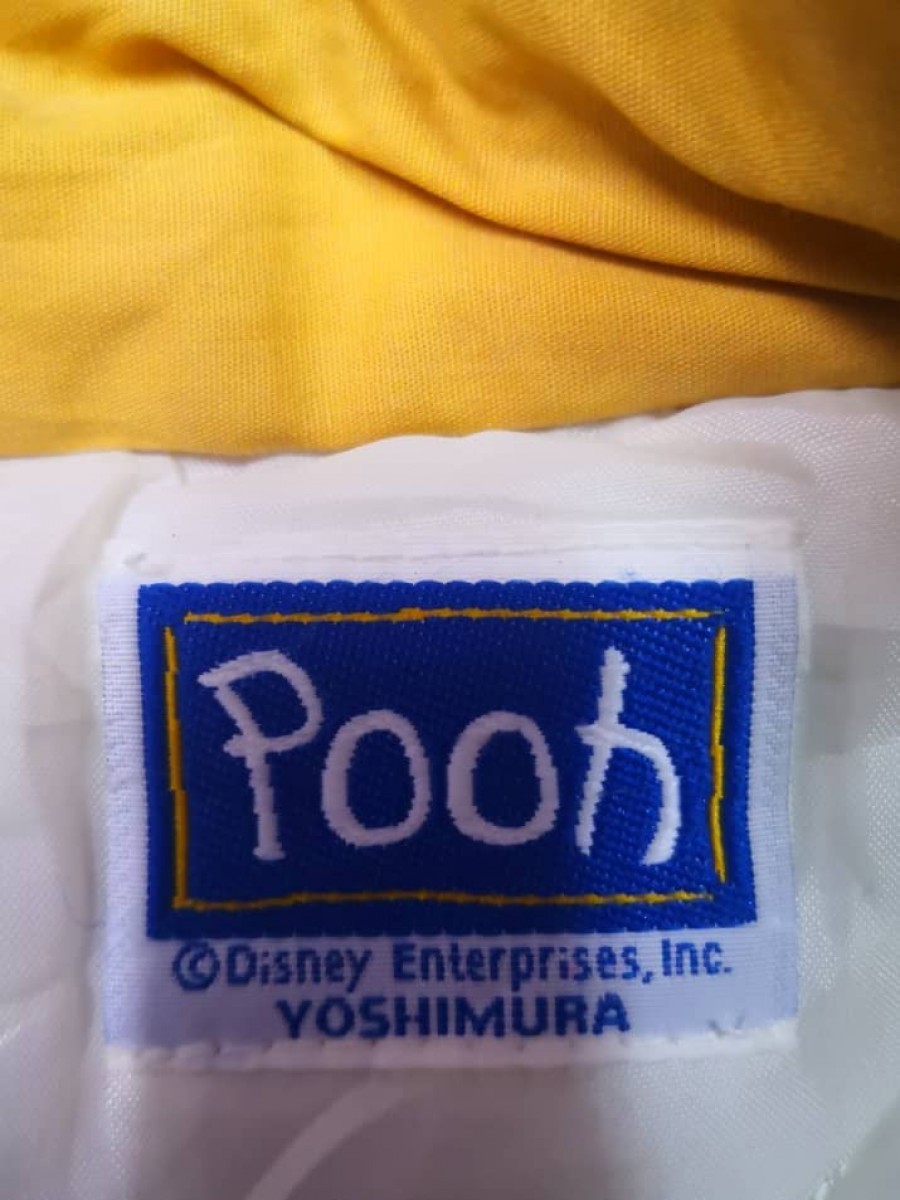 Pooh
©Disney Enterprises, Inc.
YOSHIMURA